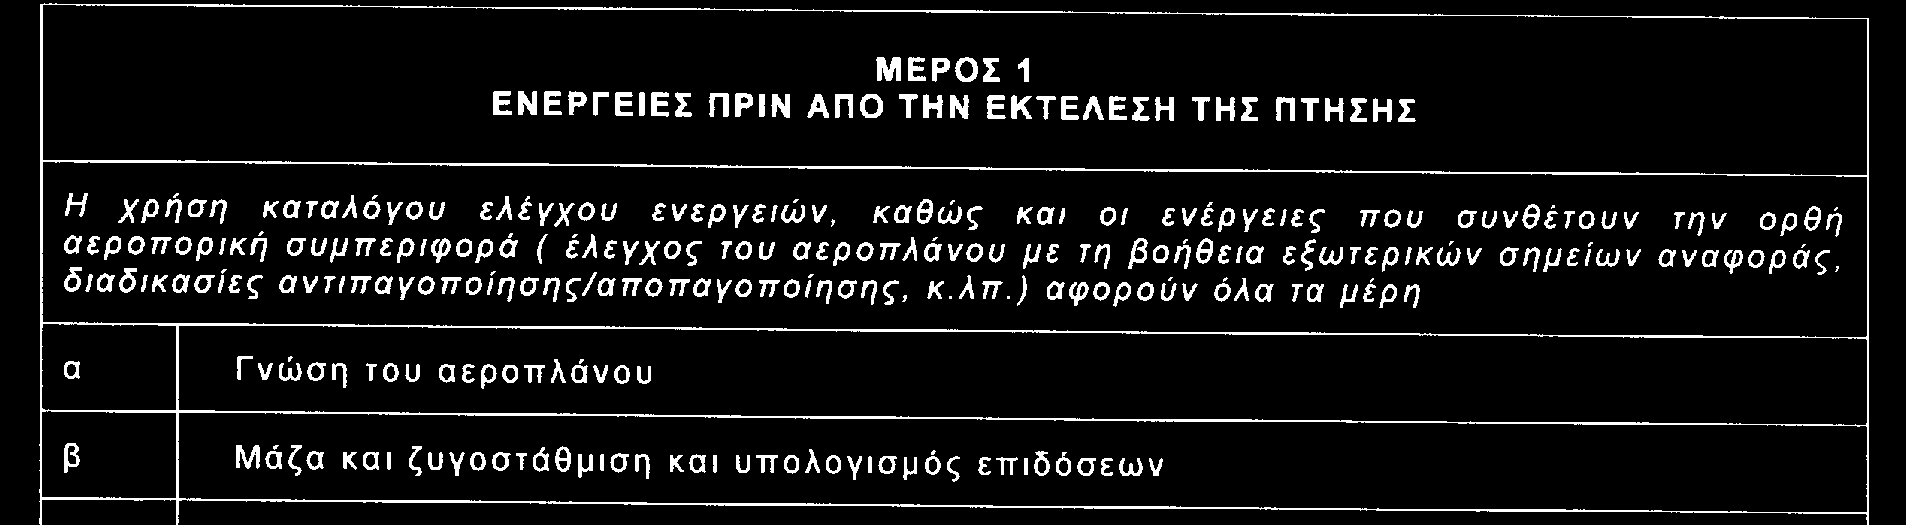 ΜΕΡΟΣ 1
ΕΝΕΡΓΕΙΕΣ ΠΡΙΝ ΑΠΟ ΤΗΝ ΕΚΤΕΛΕΣΗ ΤΗΣ ΠΤΗΣΗΣ
Η χρήση καταλόγου ελέγχου ενεργειών, καθώς και οι ενέργειες που συνθέτουν την ορθή
αεροπορική συμπεριφορά ( έλεγχος του αεροπλάνου με τη βοήθεια εξωτερικών σημείων αναφοράς,
διαδικασίες αντιπαγοποίησης/αποπαγοποίησης, κ.λπ.) αφορούν όλα τα μέρη
α Γνώση του αεροπλάνου
β Μάζα και ζυγοστάθμιση και υπολογισμός επιδόσεων